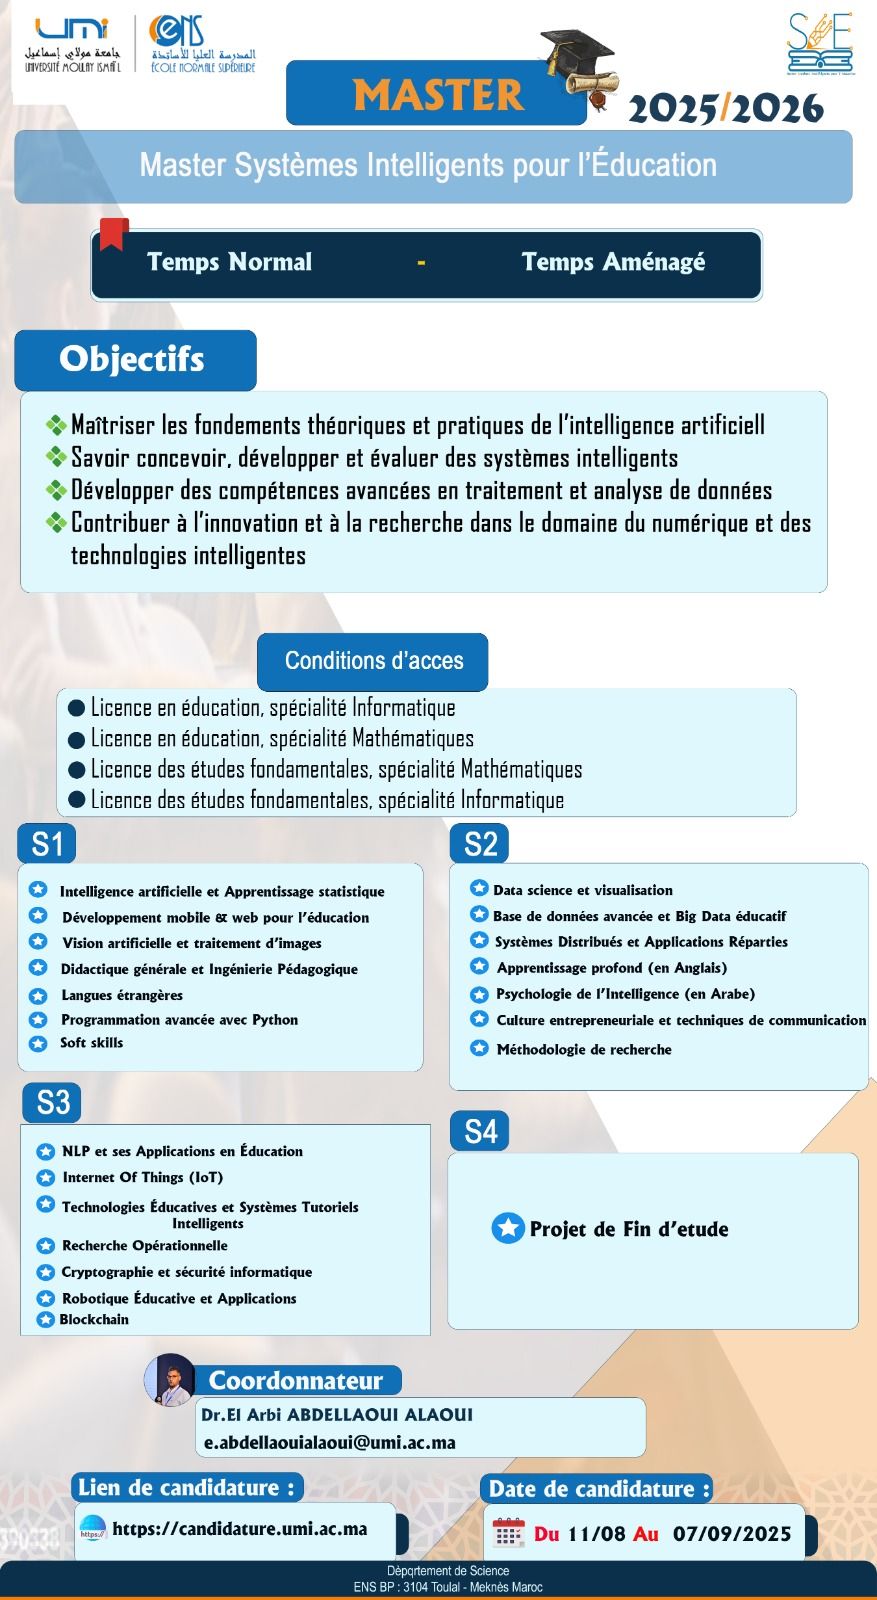 umi
جامعة مولاي إسماعيل
UNIVERSITÉ MOULAY ISMAÏL
ENS
المدرسة العليا للأساتذة
ÉCOLE NORMALE SUPÉRIEURE
MASTER
2025/2026
Master Systèmes Intelligents pour l'Éducation
Temps Normal - Temps Aménagé
Objectifs
Maîtriser les fondements théoriques et pratiques de l'intelligence artificiell
Savoir concevoir, développer et évaluer des systèmes intelligents
Développer des compétences avancées en traitement et analyse de données
Contribuer à l'innovation et à la recherche dans le domaine du numérique et des
technologies intelligentes
Conditions d'acces
Licence en éducation, spécialité Informatique
Licence en éducation, spécialité Mathématiques
Licence des études fondamentales, spécialité Mathématiques
Licence des études fondamentales, spécialité Informatique
S1
Intelligence artificielle et Apprentissage statistique
Développement mobile & web pour l'éducation
Vision artificielle et traitement d'images
Didactique générale et Ingénierie Pédagogique
Langues étrangères
Programmation avancée avec Python
Soft skills
S2
Data science et visualisation
Base de données avancée et Big Data éducatif
Systèmes Distribués et Applications Réparties
Apprentissage profond (en Anglais)
Psychologie de l'Intelligence (en Arabe)
Culture entrepreneuriale et techniques de communication
Méthodologie de recherche
S3
NLP et ses Applications en Éducation
Internet Of Things (IoT)
Technologies Éducatives et Systèmes Tutoriels
Intelligents
Recherche Opérationnelle
Cryptographie et sécurité informatique
Robotique Éducative et Applications
Blockchain
S4
Projet de Fin d'etude
Coordonnateur
Dr.El Arbi ABDELLAOUI ALAOUI
e.abdellaouialaoui@umi.ac.ma
Lien de candidature :
https://
https://candidature.umi.ac.ma
Date de candidature :
Du 11/08 Au 07/09/2025
Dépqrtement de Science
ENS BP : 3104 Toulal - Meknès Maroc